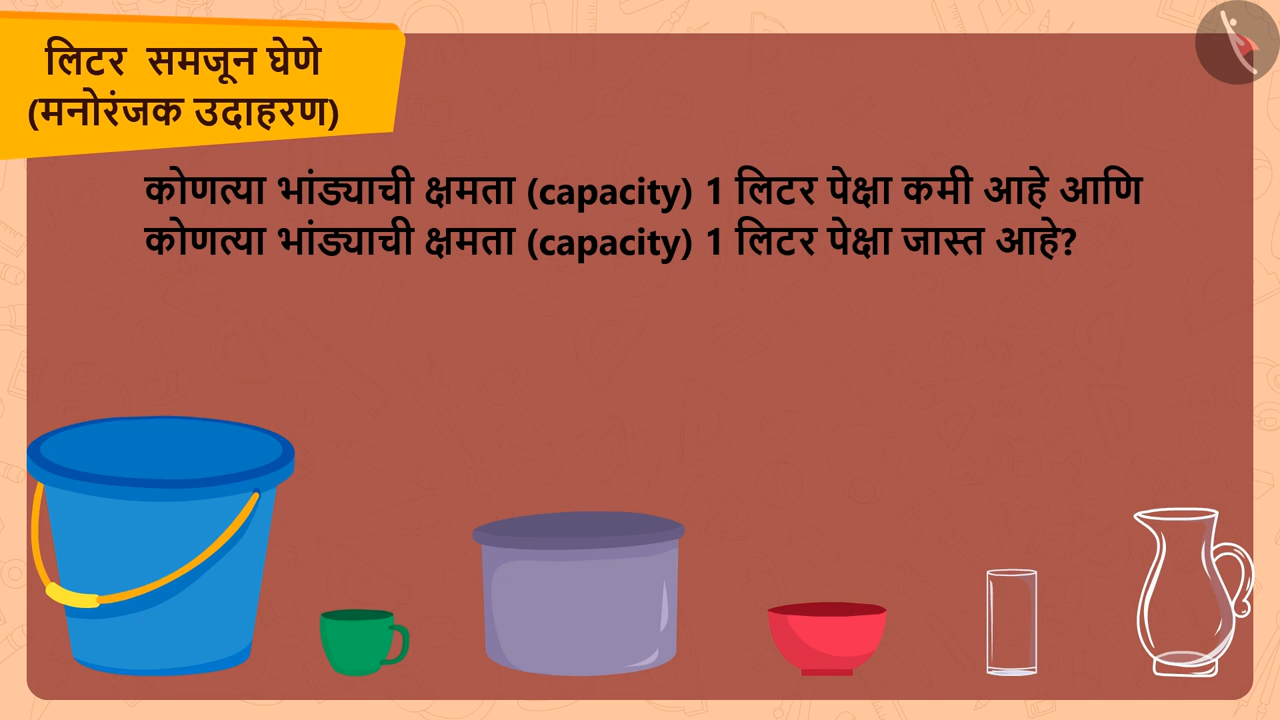 लिटर समजून घेणे
(मनोरंजक उदाहरण)
कोणत्या भांड्याची क्षमता (capacity) 1 लिटर पेक्षा कमी आहे आणि
कोणत्या भांड्याची क्षमता (capacity) 1 लिटर पेक्षा जास्त आहे?